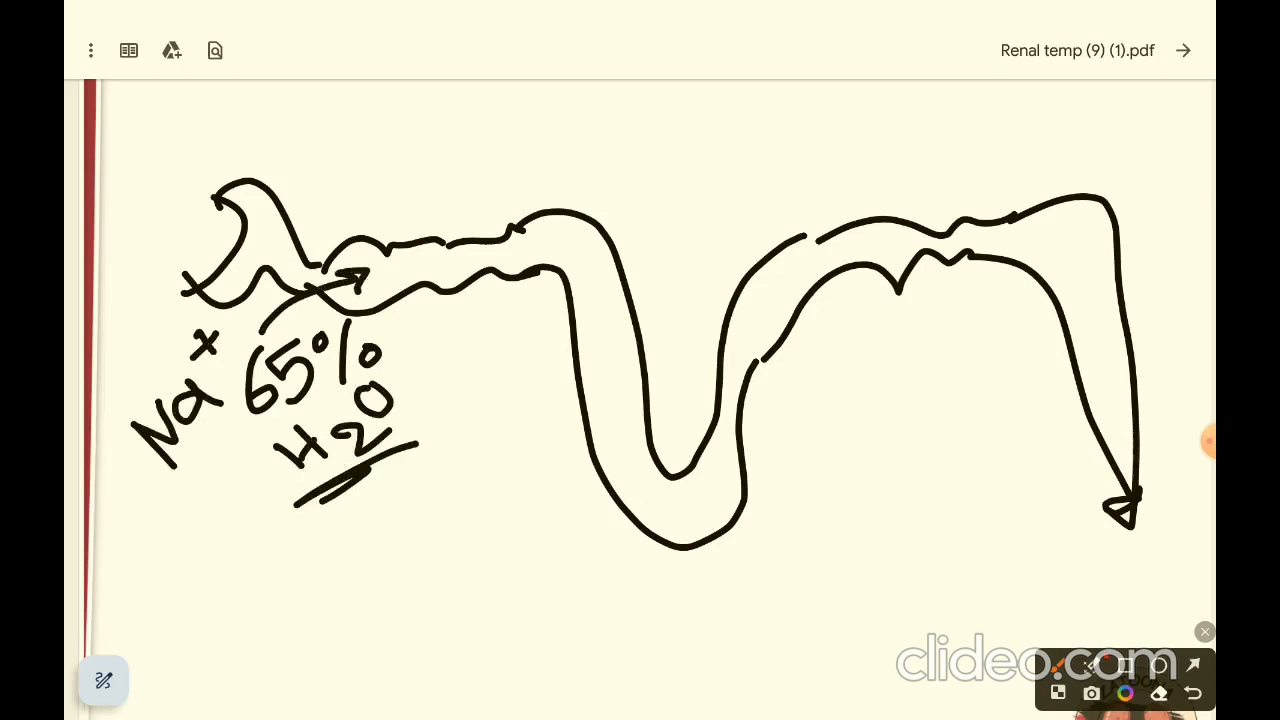 Renal temp (9) (1).pdf
Na+ 65%
H2O
clideo.com